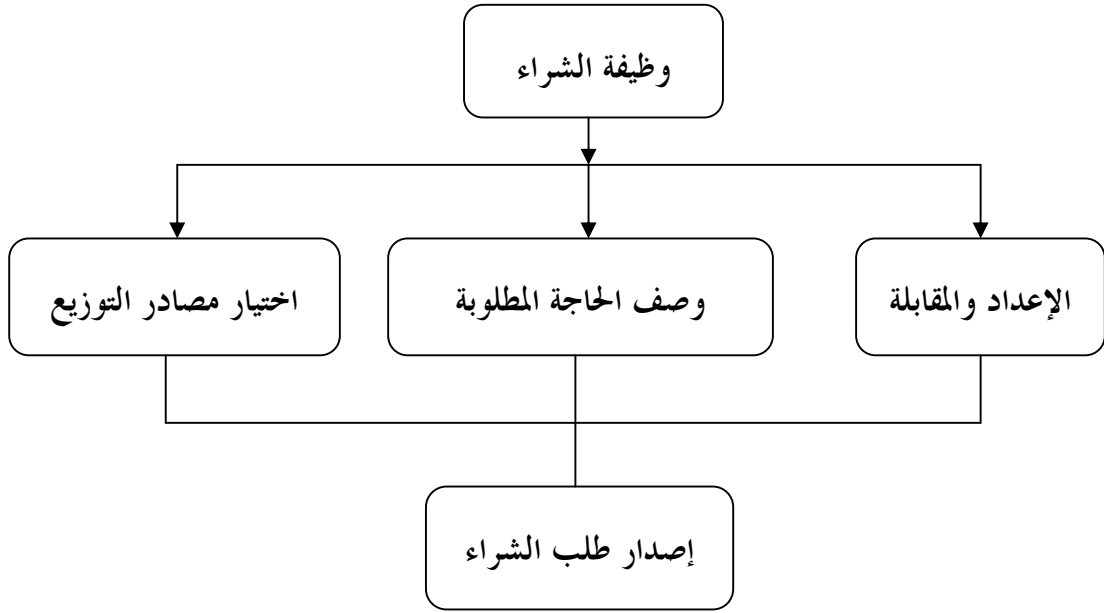 وظيفة الشراء
الإعداد والمقابلة
وصف الحاجة المطلوبة
اختيار مصادر التوزيع
إصدار طلب الشراء